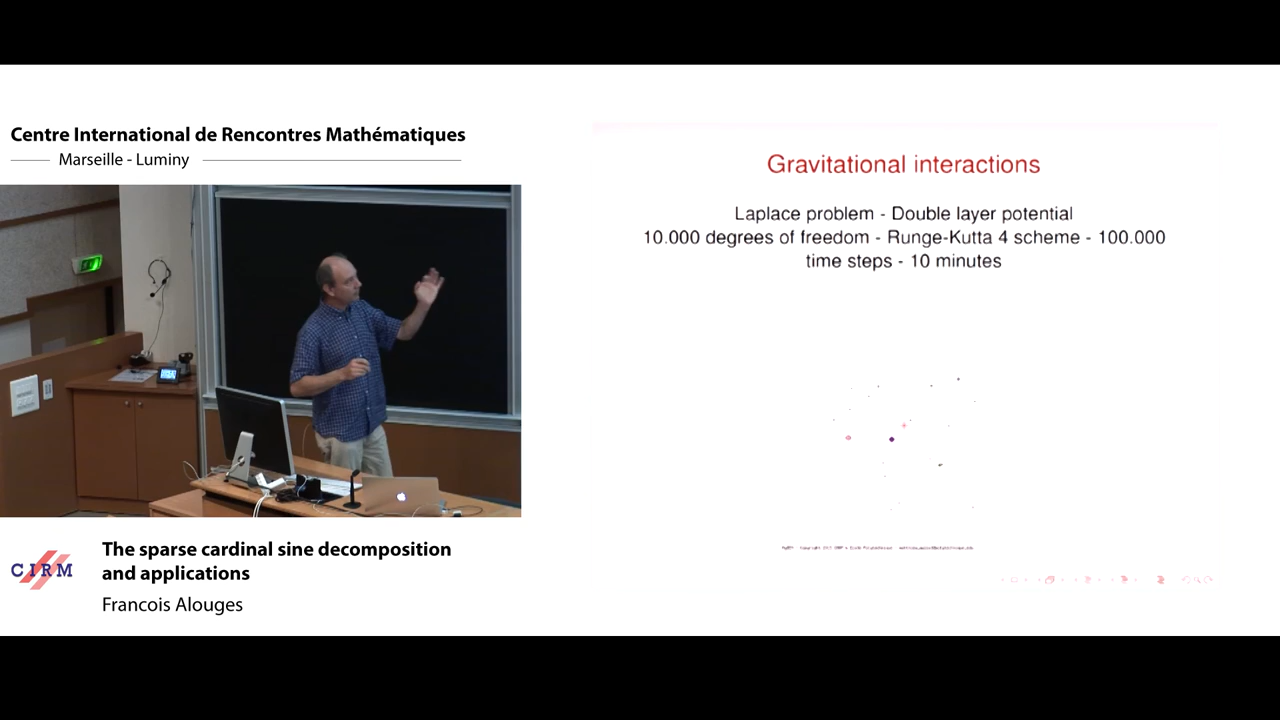 Centre International de Rencontres Mathématiques
Marseille - Luminy
Gravitational interactions
Laplace problem - Double layer potential
10.000 degrees of freedom - Runge-Kutta 4 scheme - 100.000
time steps - 10 minutes
CIRM
The sparse cardinal sine decomposition
and applications
Francois Alouges